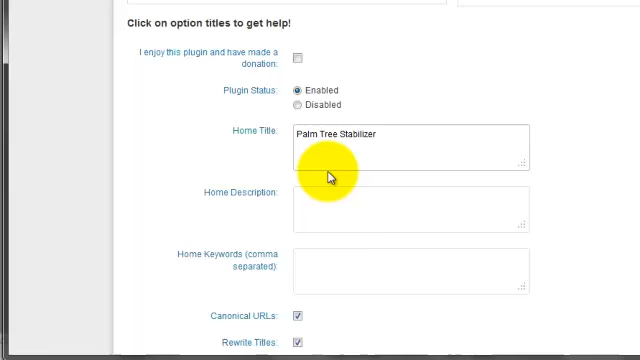 Click on option titles to get help!
I enjoy this plugin and have made a
donation:
Plugin Status:
Enabled
Disabled
Home Title:
Palm Tree Stabilizer
Home Description:
Home Keywords (comma
separated):
Canonical URLs:
Rewrite Titles: